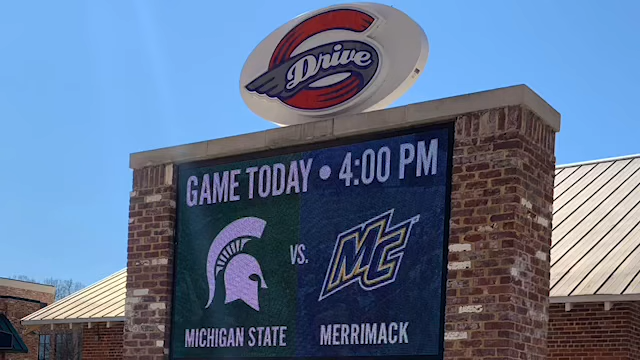 Drive
GAME TODAY • 4:00 PM
VS.
MC
MICHIGAN STATE
MERRIMACK